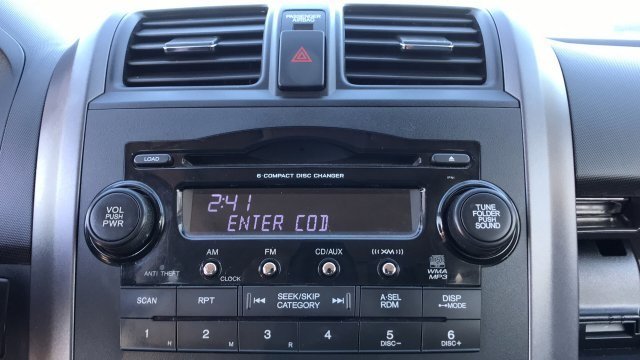 PASSENGER
AIRBAG
LOAD
6-COMPACT DISC CHANGER
2:41
ENTER COD
VOL
PUSH
PWR
TUNE
FOLDER
PUSH
SOUND
AM
FM
CD/AUX
XM
ANTI THEFT
CLOCK
WMA
MP3
SCAN
RPT
SEEK/SKIP
CATEGORY
A·SEL
RDM
DISP
MODE
1 H
2 M
3 R
4
5 DISC−
6 DISC+